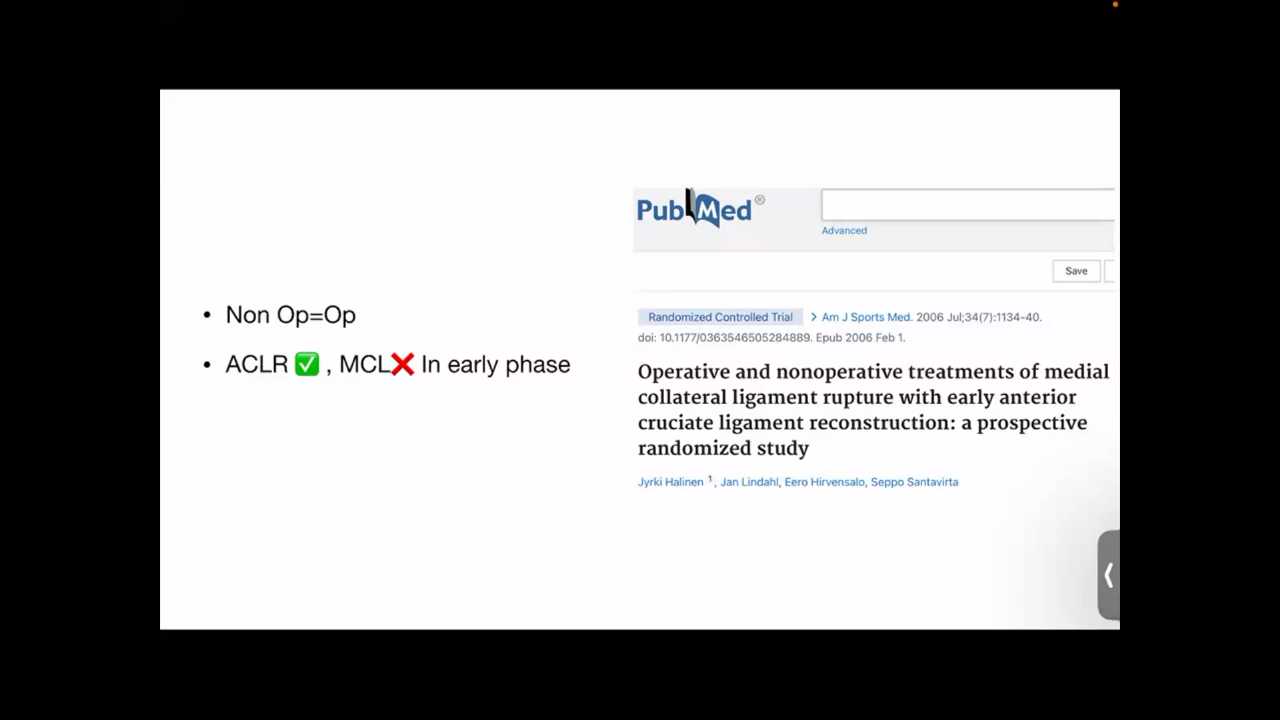 • Non Op=Op
• ACLR ✅ , MCL❌ In early phase
PubMed®
Advanced
Save
Randomized Controlled Trial > Am J Sports Med. 2006 Jul;34(7):1134-40.
doi: 10.1177/0363546505284889. Epub 2006 Feb 1.
Operative and nonoperative treatments of medial
collateral ligament rupture with early anterior
cruciate ligament reconstruction: a prospective
randomized study
Jyrki Halinen 1, Jan Lindahl, Eero Hirvensalo, Seppo Santavirta